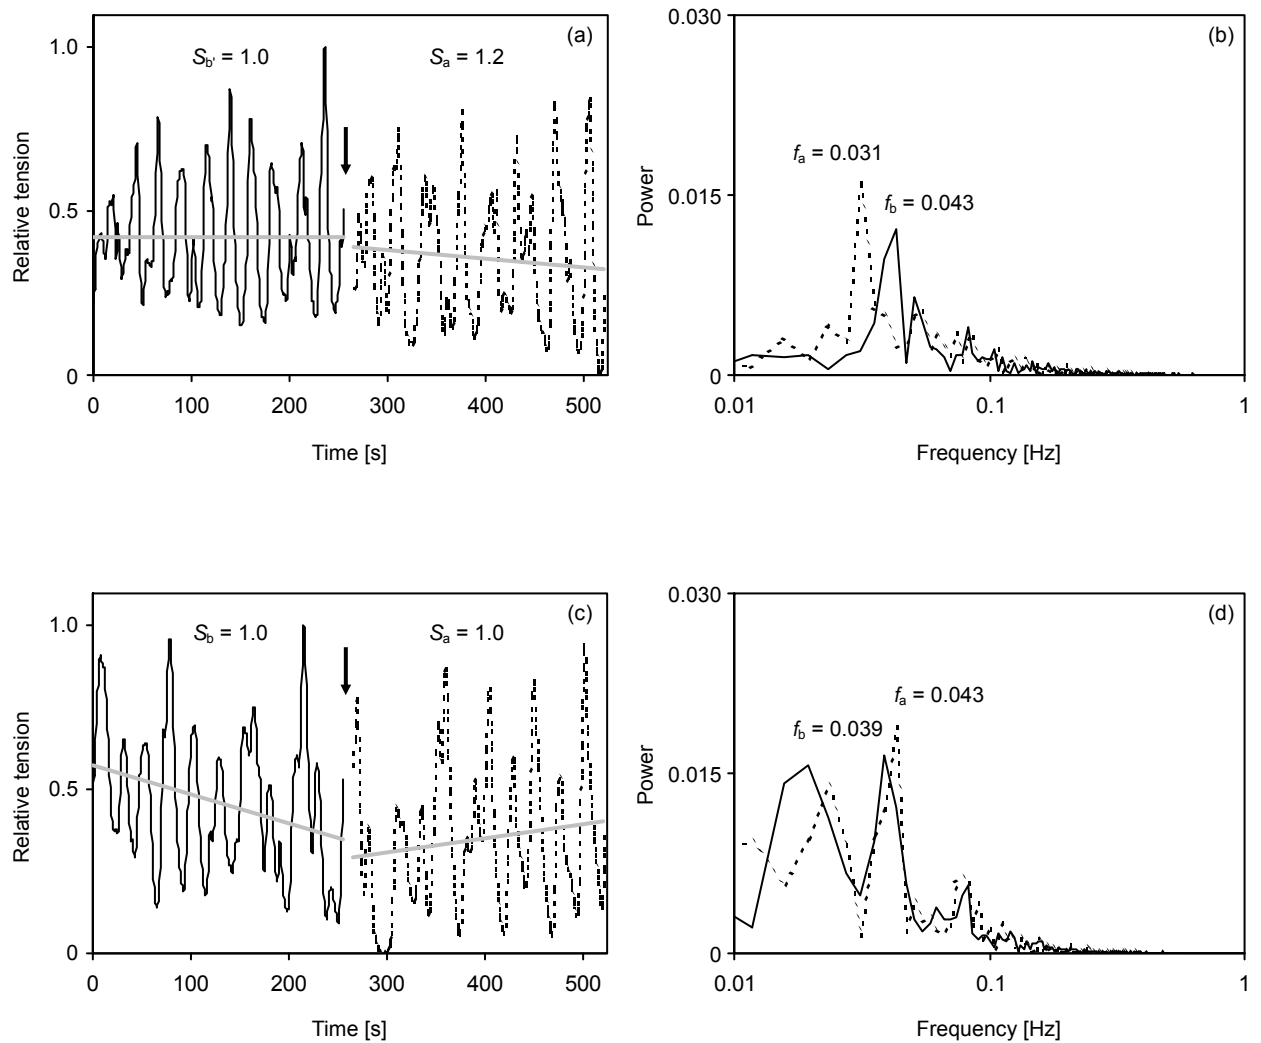 (a)
S_b' = 1.0
S_a = 1.2
1.0
0.5
0
Relative tension
0 100 200 300 400 500
Time [s]
(b)
0.030
0.015
0
Power
f_a = 0.031
f_b = 0.043
0.01 0.1 1
Frequency [Hz]
(c)
S_b = 1.0
S_a = 1.0
1.0
0.5
0
Relative tension
0 100 200 300 400 500
Time [s]
(d)
0.030
0.015
0
Power
f_a = 0.043
f_b = 0.039
0.01 0.1 1
Frequency [Hz]